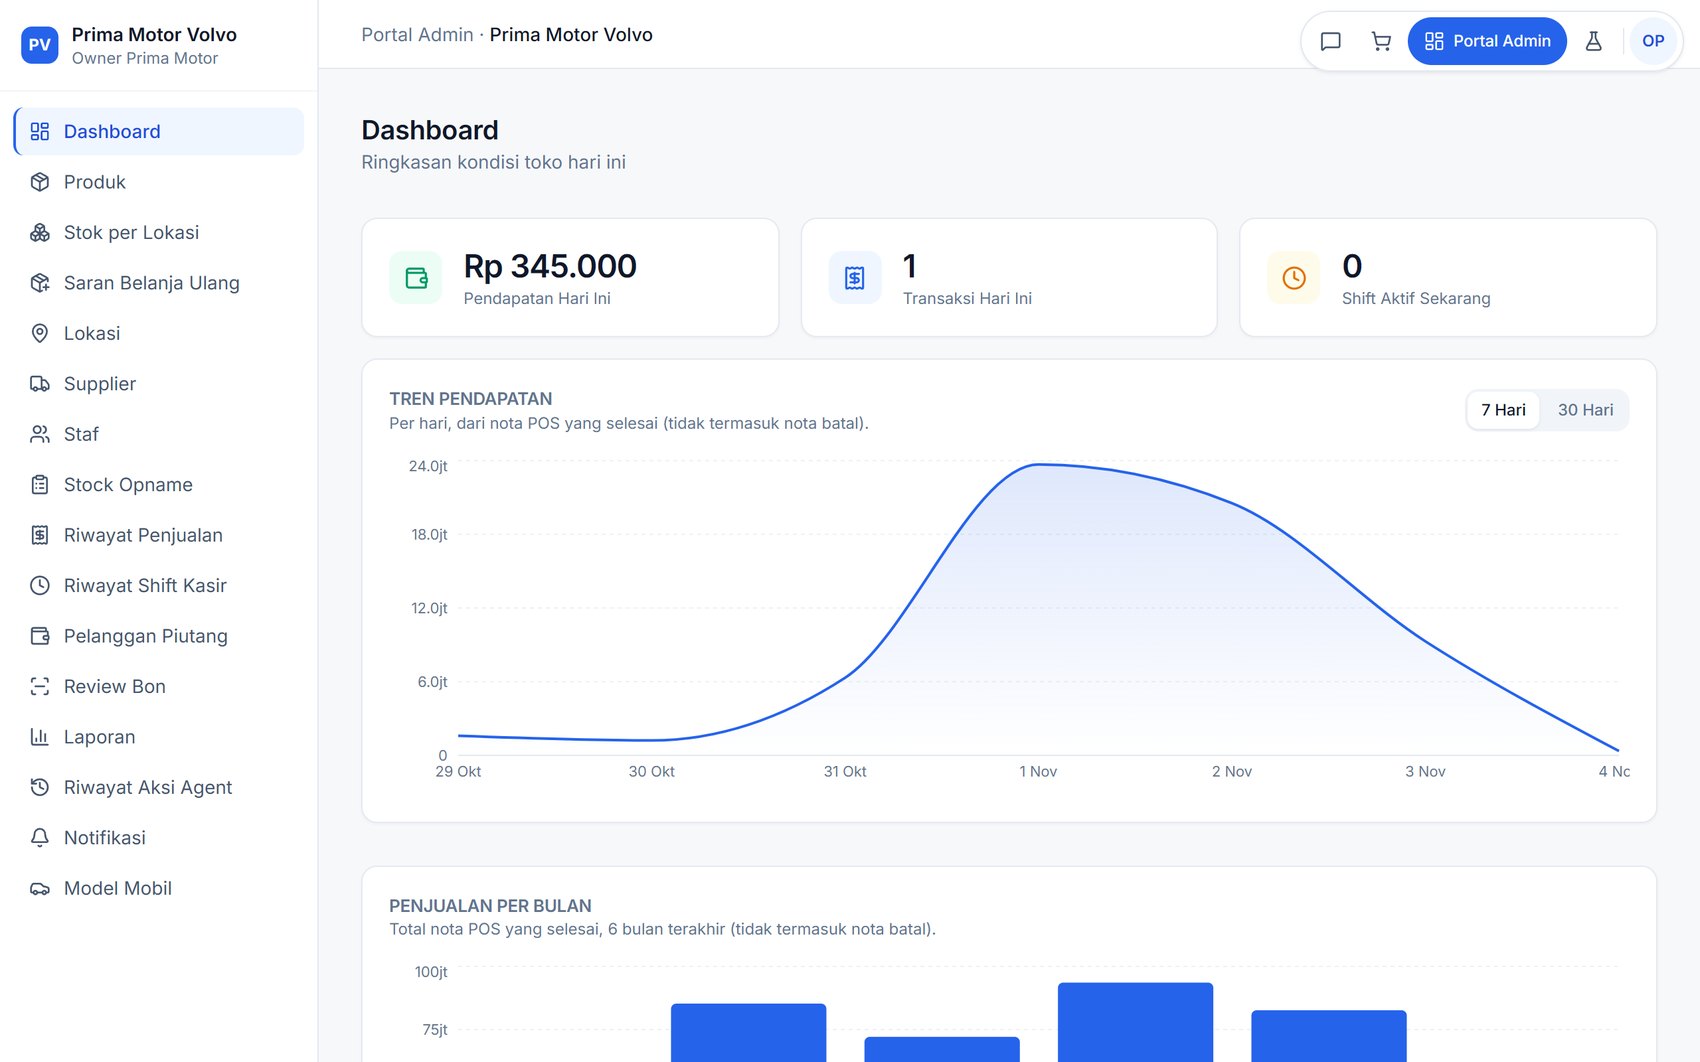 PV
Prima Motor Volvo
Owner Prima Motor
Dashboard
Produk
Stok per Lokasi
Saran Belanja Ulang
Lokasi
Supplier
Staf
Stock Opname
Riwayat Penjualan
Riwayat Shift Kasir
Pelanggan Piutang
Review Bon
Laporan
Riwayat Aksi Agent
Notifikasi
Model Mobil
Portal Admin · Prima Motor Volvo
Portal Admin
OP
Dashboard
Ringkasan kondisi toko hari ini
Rp 345.000
Pendapatan Hari Ini
1
Transaksi Hari Ini
0
Shift Aktif Sekarang
TREN PENDAPATAN
Per hari, dari nota POS yang selesai (tidak termasuk nota batal).
7 Hari
30 Hari
24.0jt
18.0jt
12.0jt
6.0jt
0
29 Okt
30 Okt
31 Okt
1 Nov
2 Nov
3 Nov
4 Nc
PENJUALAN PER BULAN
Total nota POS yang selesai, 6 bulan terakhir (tidak termasuk nota batal).
100jt
75jt